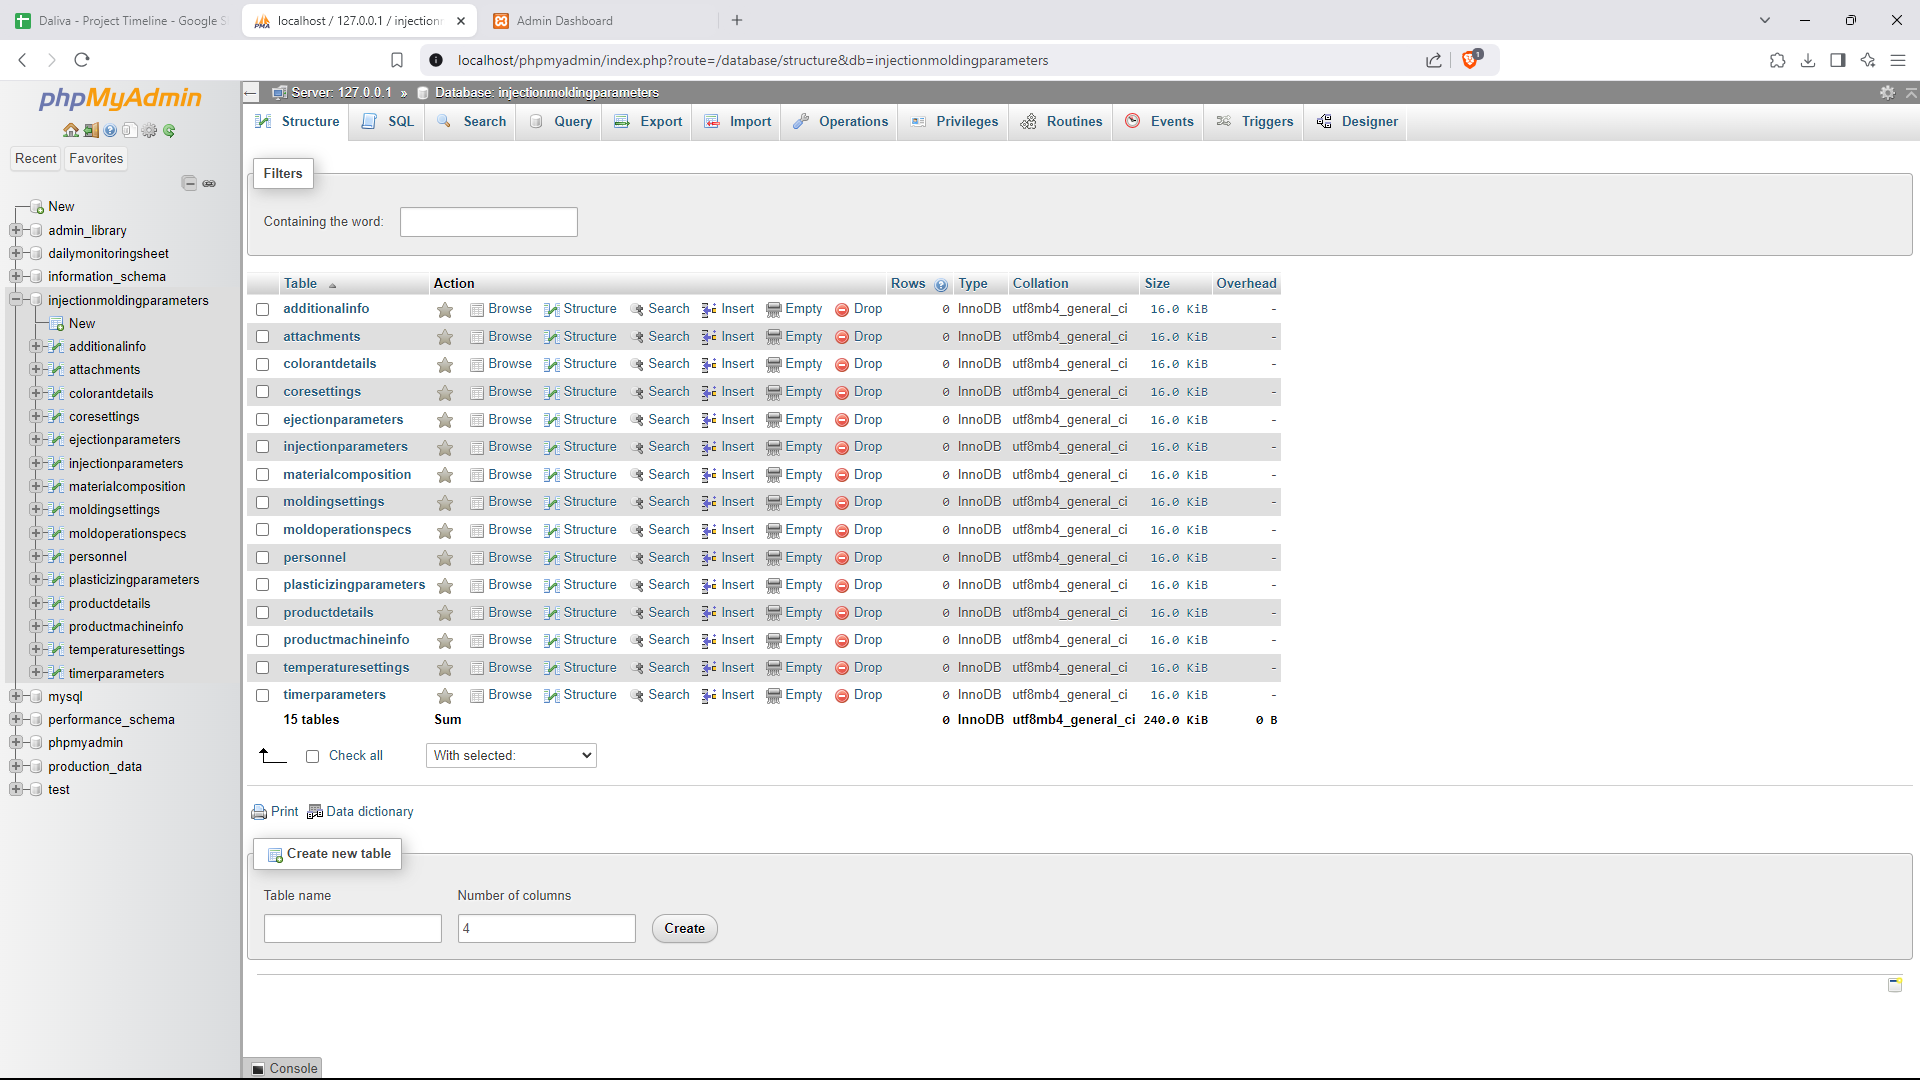 Daliva - Project Timeline - Google S
localhost / 127.0.0.1 / injection
Admin Dashboard
localhost/phpmyadmin/index.php?route=/database/structure&db=injectionmoldingparameters
1
phpMyAdmin
Recent
Favorites
New
admin_library
dailymonitoringsheet
information_schema
injectionmoldingparameters
New
additionalinfo
attachments
colorantdetails
coresettings
ejectionparameters
injectionparameters
materialcomposition
moldingsettings
moldoperationspecs
personnel
plasticizingparameters
productdetails
productmachineinfo
temperaturesettings
timerparameters
mysql
performance_schema
phpmyadmin
production_data
test
Server: 127.0.0.1 » Database: injectionmoldingparameters
Structure SQL Search Query Export Import Operations Privileges Routines Events Triggers Designer
Filters
Containing the word:
Table Action Rows Type Collation Size Overhead
additionalinfo Browse Structure Search Insert Empty Drop 0 InnoDB utf8mb4_general_ci 16.0 KiB -
attachments Browse Structure Search Insert Empty Drop 0 InnoDB utf8mb4_general_ci 16.0 KiB -
colorantdetails Browse Structure Search Insert Empty Drop 0 InnoDB utf8mb4_general_ci 16.0 KiB -
coresettings Browse Structure Search Insert Empty Drop 0 InnoDB utf8mb4_general_ci 16.0 KiB -
ejectionparameters Browse Structure Search Insert Empty Drop 0 InnoDB utf8mb4_general_ci 16.0 KiB -
injectionparameters Browse Structure Search Insert Empty Drop 0 InnoDB utf8mb4_general_ci 16.0 KiB -
materialcomposition Browse Structure Search Insert Empty Drop 0 InnoDB utf8mb4_general_ci 16.0 KiB -
moldingsettings Browse Structure Search Insert Empty Drop 0 InnoDB utf8mb4_general_ci 16.0 KiB -
moldoperationspecs Browse Structure Search Insert Empty Drop 0 InnoDB utf8mb4_general_ci 16.0 KiB -
personnel Browse Structure Search Insert Empty Drop 0 InnoDB utf8mb4_general_ci 16.0 KiB -
plasticizingparameters Browse Structure Search Insert Empty Drop 0 InnoDB utf8mb4_general_ci 16.0 KiB -
productdetails Browse Structure Search Insert Empty Drop 0 InnoDB utf8mb4_general_ci 16.0 KiB -
productmachineinfo Browse Structure Search Insert Empty Drop 0 InnoDB utf8mb4_general_ci 16.0 KiB -
temperaturesettings Browse Structure Search Insert Empty Drop 0 InnoDB utf8mb4_general_ci 16.0 KiB -
timerparameters Browse Structure Search Insert Empty Drop 0 InnoDB utf8mb4_general_ci 16.0 KiB -
15 tables Sum 0 InnoDB utf8mb4_general_ci 240.0 KiB 0 B
Check all With selected:
Print Data dictionary
Create new table
Table name Number of columns
4 Create
Console